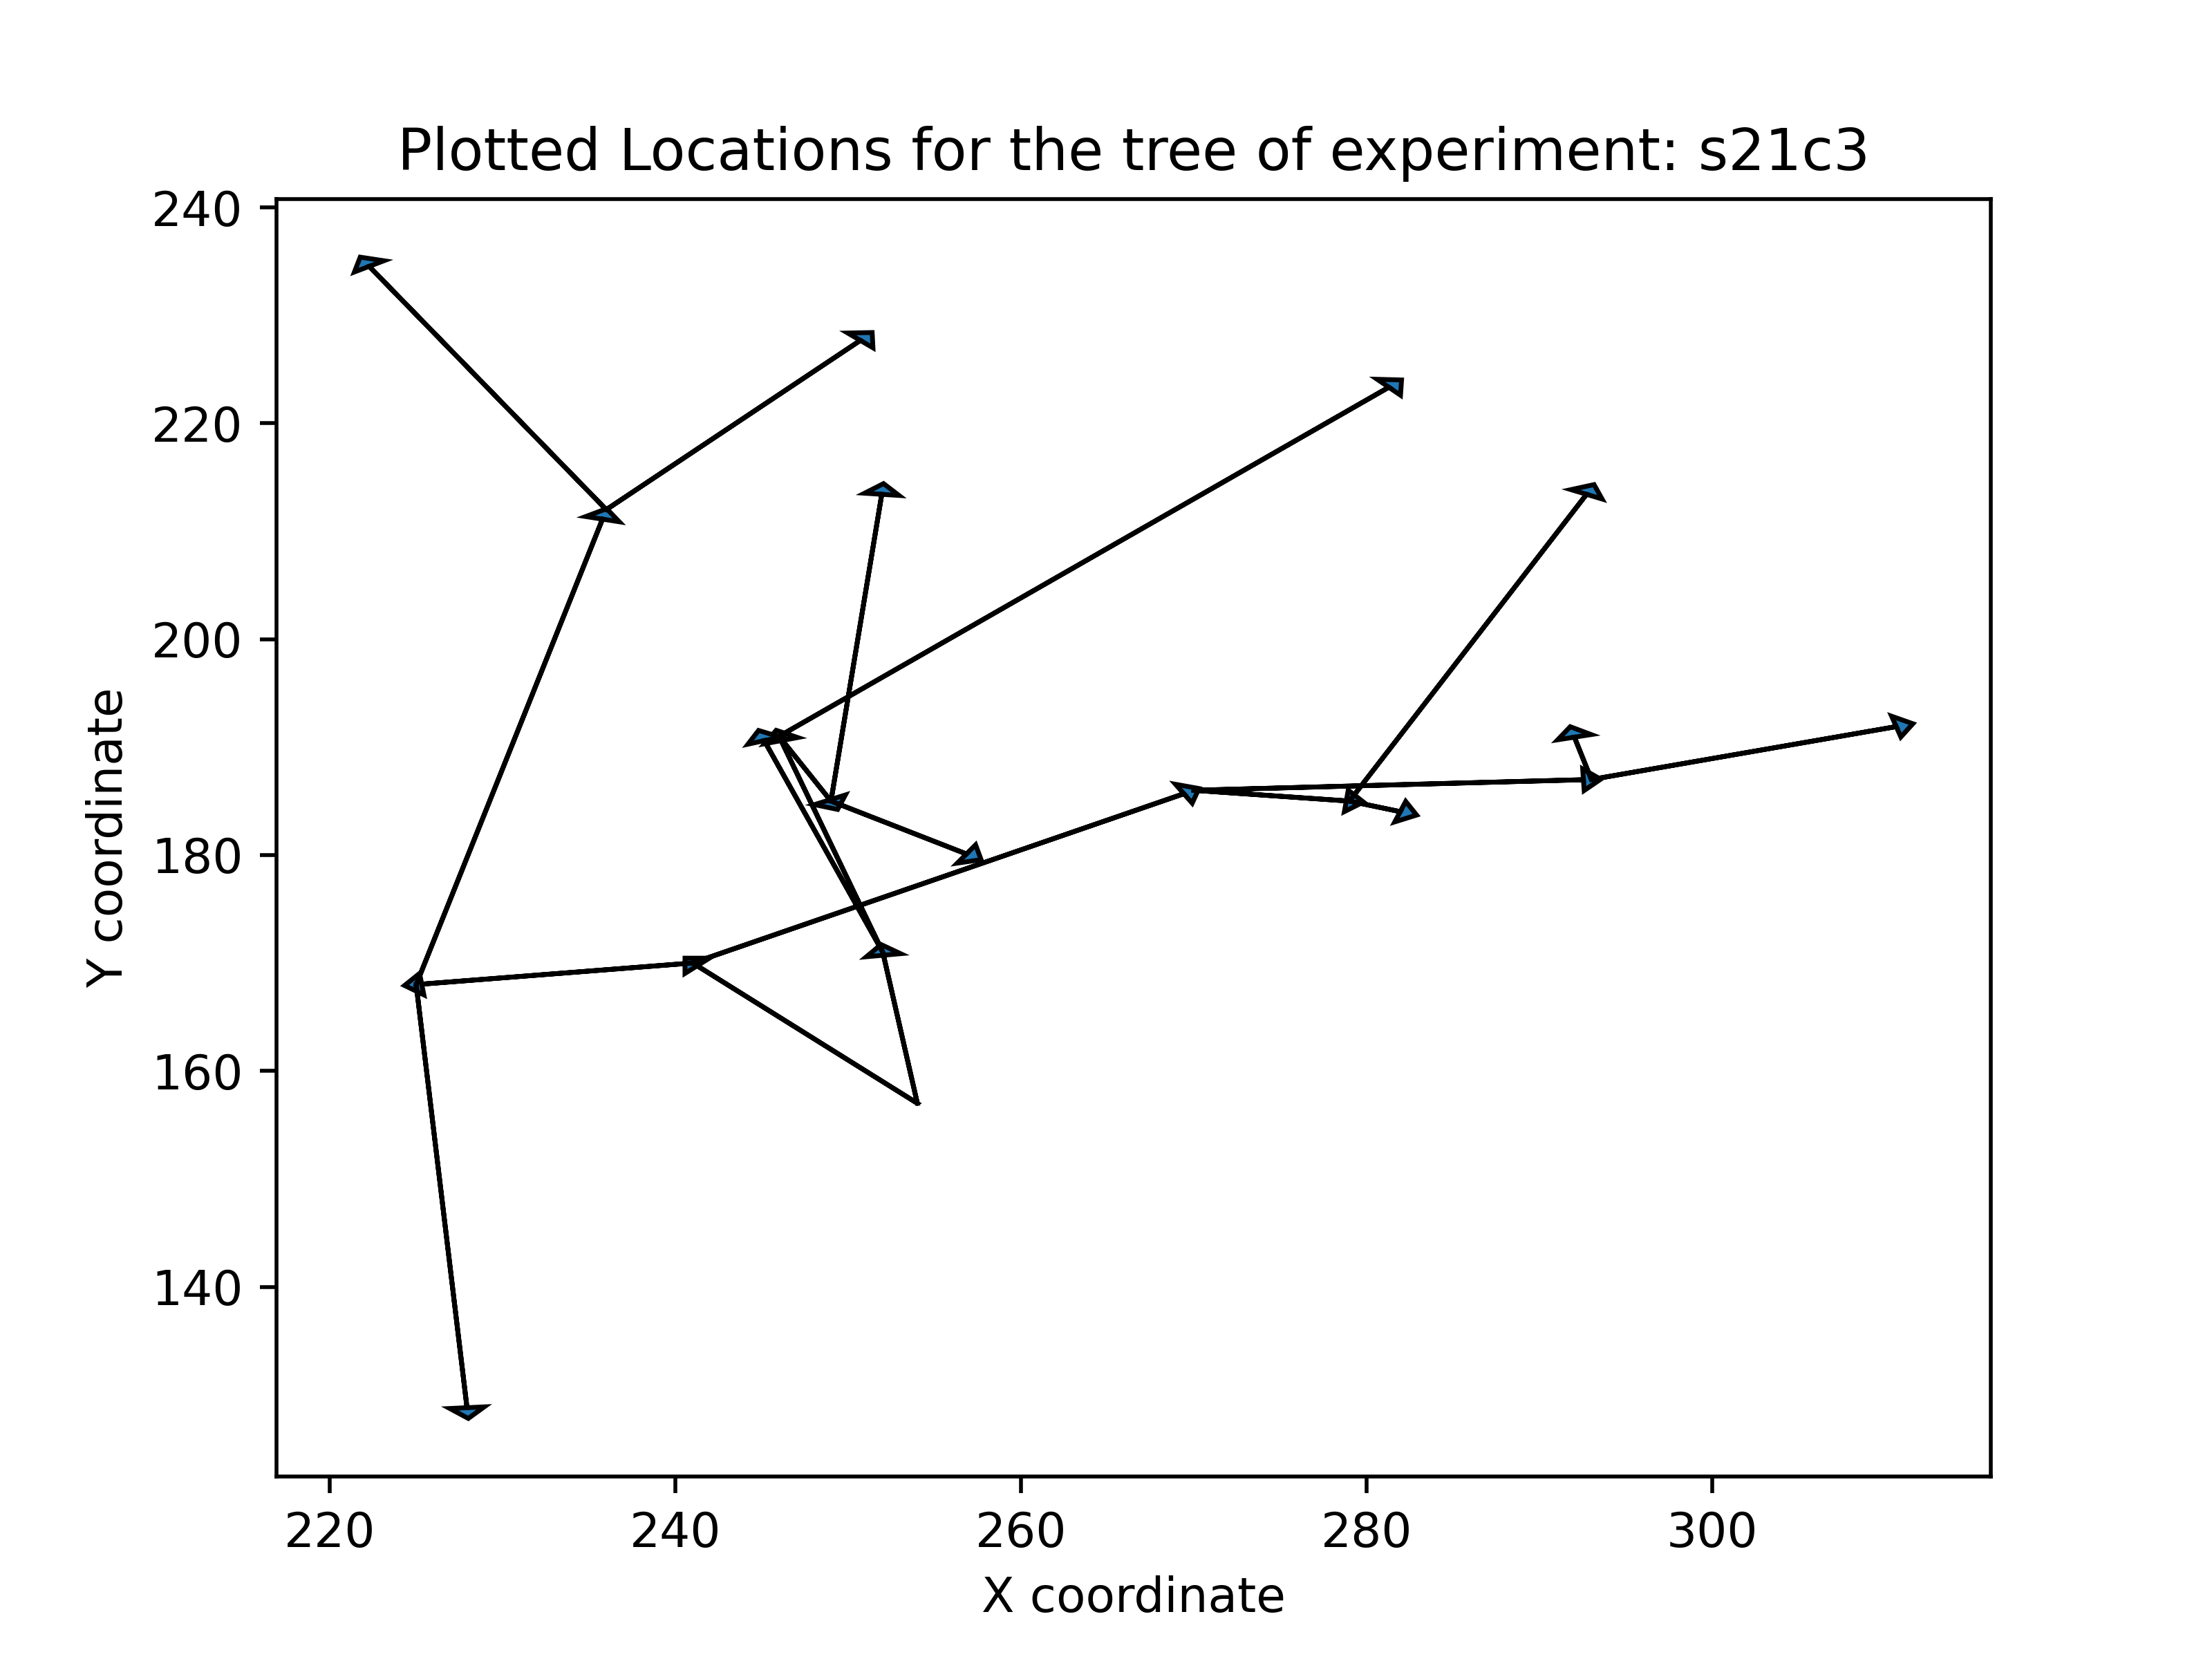 Plotted Locations for the tree of experiment: s21c3
240
220
200
180
160
140
Y coordinate
220 240 260 280 300
X coordinate